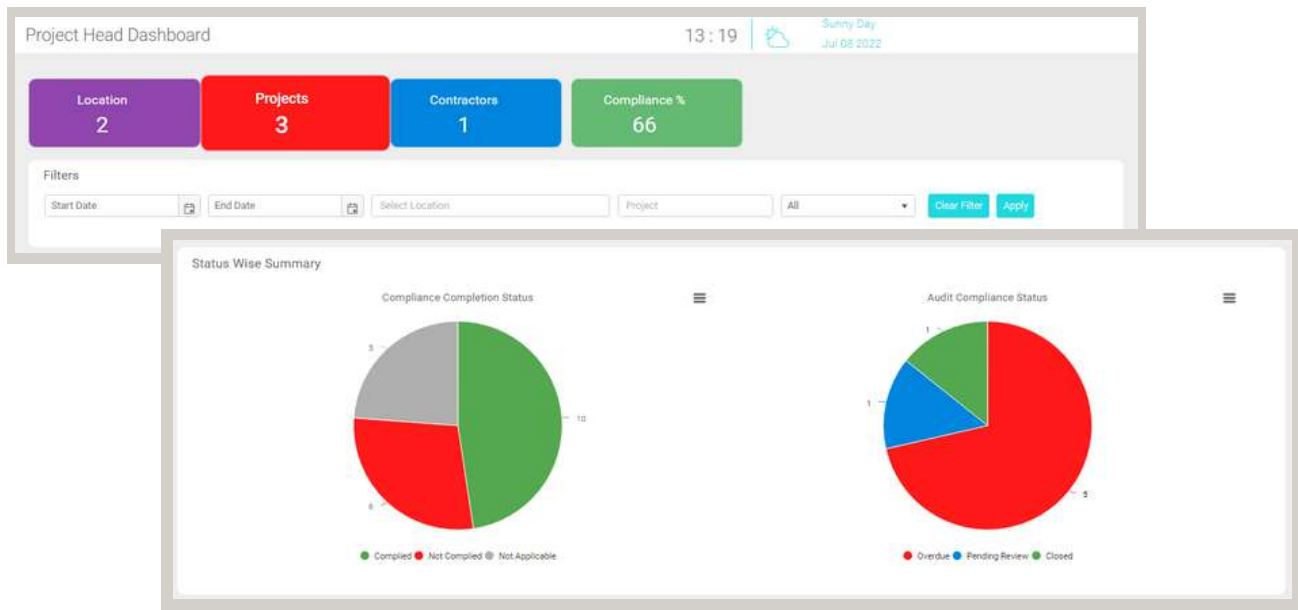 Project Head Dashboard
13 : 19
Sunny Day
Jul 08 2022
Location
2
Projects
3
Contractors
1
Compliance %
66
Filters
Start Date
End Date
Select Location
Project
All
Clear Filter
Apply
Status Wise Summary
Compliance Completion Status
5
10
6
Complied Not Complied Not Applicable
Audit Compliance Status
1
1
5
Overdue Pending Review Closed